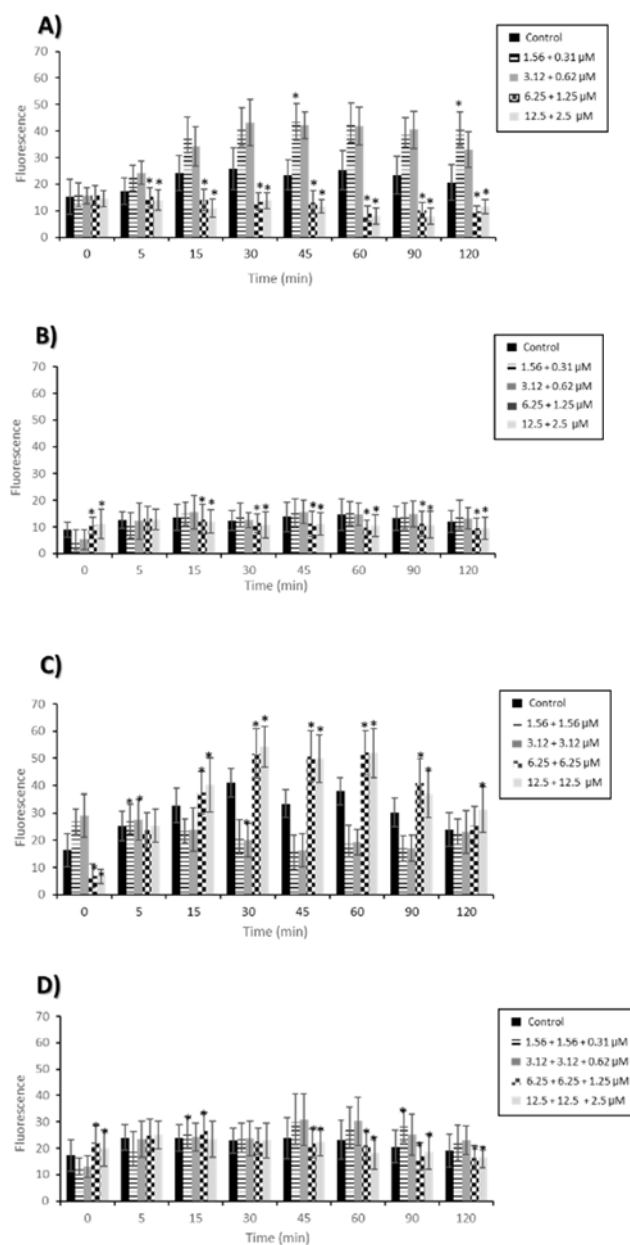 A)
70
60
50
40
30
20
10
0
Fluorescence
* * * * * * * * * * * * * * * *
0 5 15 30 45 60 90 120
Time (min)
Control
1.56 + 0.31 μM
3.12 + 0.62 μM
6.25 + 1.25 μM
12.5 + 2.5 μM
B)
70
60
50
40
30
20
10
0
Fluorescence
* * * * * * * * * * * * * *
0 5 15 30 45 60 90 120
Time (min)
Control
1.56 + 0.31 μM
3.12 + 0.62 μM
6.25 + 1.25 μM
12.5 + 2.5 μM
C)
70
60
50
40
30
20
10
0
Fluorescence
* * * * * * * * * * * * * * * *
0 5 15 30 45 60 90 120
Time (min)
Control
1.56 + 1.56 μM
3.12 + 3.12 μM
6.25 + 6.25 μM
12.5 + 12.5 μM
D)
70
60
50
40
30
20
10
0
Fluorescence
* * * * * * * * * * * * *
0 5 15 30 45 60 90 120
Time (min)
Control
1.56 + 1.56 + 0.31 μM
3.12 + 3.12 + 0.62 μM
6.25 + 6.25 + 1.25 μM
12.5 + 12.5 + 2.5 μM